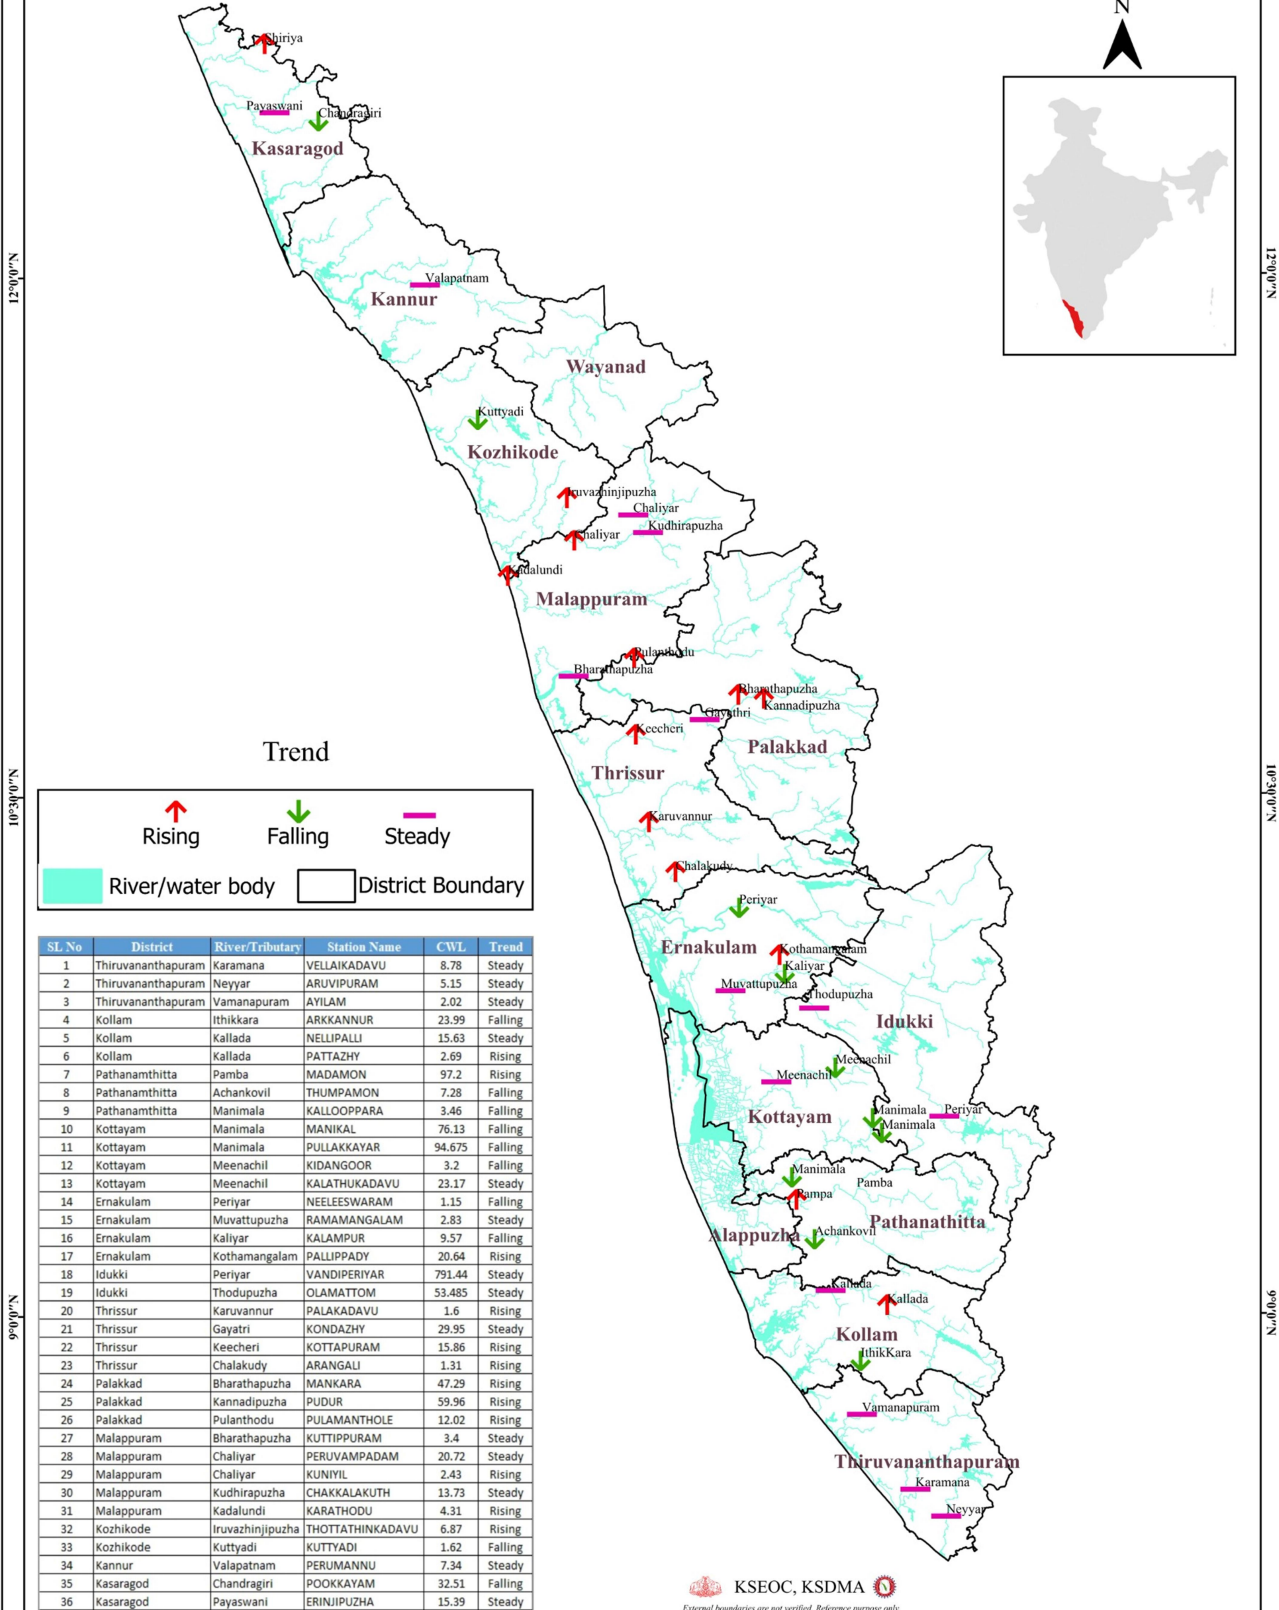 N
Shiriya
Payaswani
Chandragiri
Kasaragod
12°0'0"N
12°0'0"N
Valapatnam
Kannur
Wayanad
Kuttyadi
Kozhikode
Iruvazhinjipuzha
Chaliyar
Kudhirapuzha
Chaliyar
Kadalundi
Malappuram
Pulanthodu
Bharathapuzha
Bharathapuzha
Kannadipuzha
Gayathri
Keecheri
Palakkad
Thrissur
10°30'0"N
10°30'0"N
Karuvannur
Chalakudy
Periyar
Ernakulam
Kothamangalam
Kaliyar
Muvattupuzha
Thodupuzha
Idukki
Meenachil
Meenachil
Kottayam
Manimala
Periyar
Manimala
Manimala
Pamba
Pampa
Pathanathitta
Alappuzha
Achankovil
Kallada
Kallada
9°0'0"N
9°0'0"N
Kollam
IthikKara
Vamanapuram
Thiruvananthapuram
Karamana
Neyyar
Trend
Rising Falling Steady
River/water body District Boundary
SL No District River/Tributary Station Name CWL Trend
1 Thiruvananthapuram Karamana VELLAIKADAVU 8.78 Steady
2 Thiruvananthapuram Neyyar ARUVIPURAM 5.15 Steady
3 Thiruvananthapuram Vamanapuram AYILAM 2.02 Steady
4 Kollam Ithikkara ARKKANNUR 23.99 Falling
5 Kollam Kallada NELLIPALLI 15.63 Steady
6 Kollam Kallada PATTAZHY 2.69 Rising
7 Pathanamthitta Pamba MADAMON 97.2 Rising
8 Pathanamthitta Achankovil THUMPAMON 7.28 Falling
9 Pathanamthitta Manimala KALLOOPPARA 3.46 Falling
10 Kottayam Manimala MANIKAL 76.13 Falling
11 Kottayam Manimala PULLAKKAYAR 94.675 Falling
12 Kottayam Meenachil KIDANGOOR 3.2 Falling
13 Kottayam Meenachil KALATHUKADAVU 23.17 Steady
14 Ernakulam Periyar NEELEESWARAM 1.15 Falling
15 Ernakulam Muvattupuzha RAMAMANGALAM 2.83 Steady
16 Ernakulam Kaliyar KALAMPUR 9.57 Falling
17 Ernakulam Kothamangalam PALLIPPADY 20.64 Rising
18 Idukki Periyar VANDIPERIYAR 791.44 Steady
19 Idukki Thodupuzha OLAMATTOM 53.485 Steady
20 Thrissur Karuvannur PALAKADAVU 1.6 Rising
21 Thrissur Gayatri KONDAZHY 29.95 Steady
22 Thrissur Keecheri KOTTAPURAM 15.86 Rising
23 Thrissur Chalakudy ARANGALI 1.31 Rising
24 Palakkad Bharathapuzha MANKARA 47.29 Rising
25 Palakkad Kannadipuzha PUDUR 59.96 Rising
26 Palakkad Pulanthodu PULAMANTHOLE 12.02 Rising
27 Malappuram Bharathapuzha KUTTIPPURAM 3.4 Steady
28 Malappuram Chaliyar PERUVAMPADAM 20.72 Steady
29 Malappuram Chaliyar KUNIYIL 2.43 Rising
30 Malappuram Kudhirapuzha CHAKKALAKUTH 13.73 Steady
31 Malappuram Kadalundi KARATHODU 4.31 Rising
32 Kozhikode Iruvazhinjipuzha THOTTATHINKADAVU 6.87 Rising
33 Kozhikode Kuttyadi KUTTYADI 1.62 Falling
34 Kannur Valapatnam PERUMANNU 7.34 Steady
35 Kasaragod Chandragiri POOKKAYAM 32.51 Falling
36 Kasaragod Payaswani ERINJIPUZHA 15.39 Steady
KSEOC, KSDMA
External boundaries are not verified. Reference purpose only